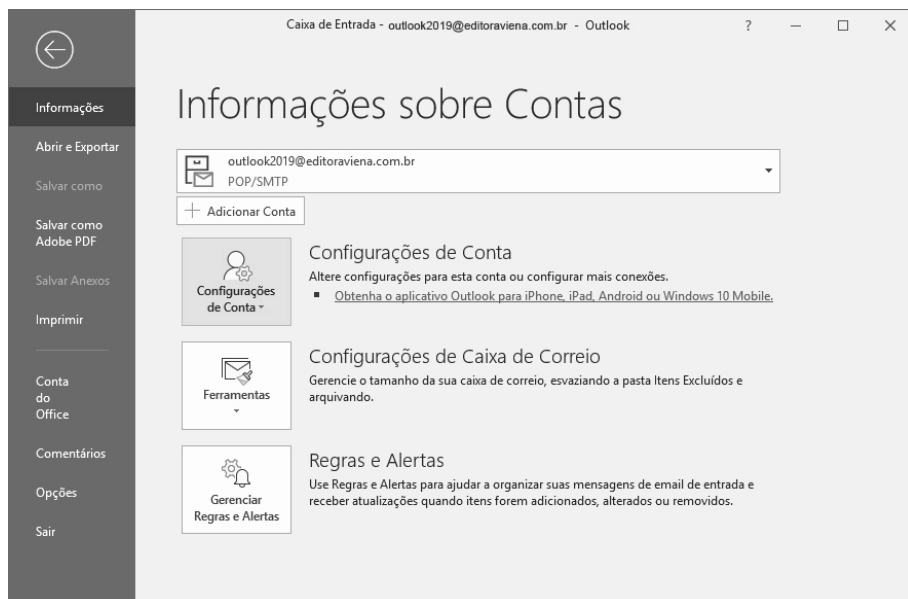 Caixa de Entrada - outlook2019@editoraviena.com.br - Outlook
?
Informações
Abrir e Exportar
Salvar como
Salvar como
Adobe PDF
Salvar Anexos
Imprimir
Conta
do
Office
Comentários
Opções
Sair
Informações sobre Contas
outlook2019@editoraviena.com.br
POP/SMTP
Adicionar Conta
Configurações
de Conta
Configurações de Conta
Altere configurações para esta conta ou configurar mais conexões.
Obtenha o aplicativo Outlook para iPhone, iPad, Android ou Windows 10 Mobile.
Ferramentas
Configurações de Caixa de Correio
Gerencie o tamanho da sua caixa de correio, esvaziando a pasta Itens Excluídos e
arquivando.
Gerenciar
Regras e Alertas
Regras e Alertas
Use Regras e Alertas para ajudar a organizar suas mensagens de email de entrada e
receber atualizações quando itens forem adicionados, alterados ou removidos.